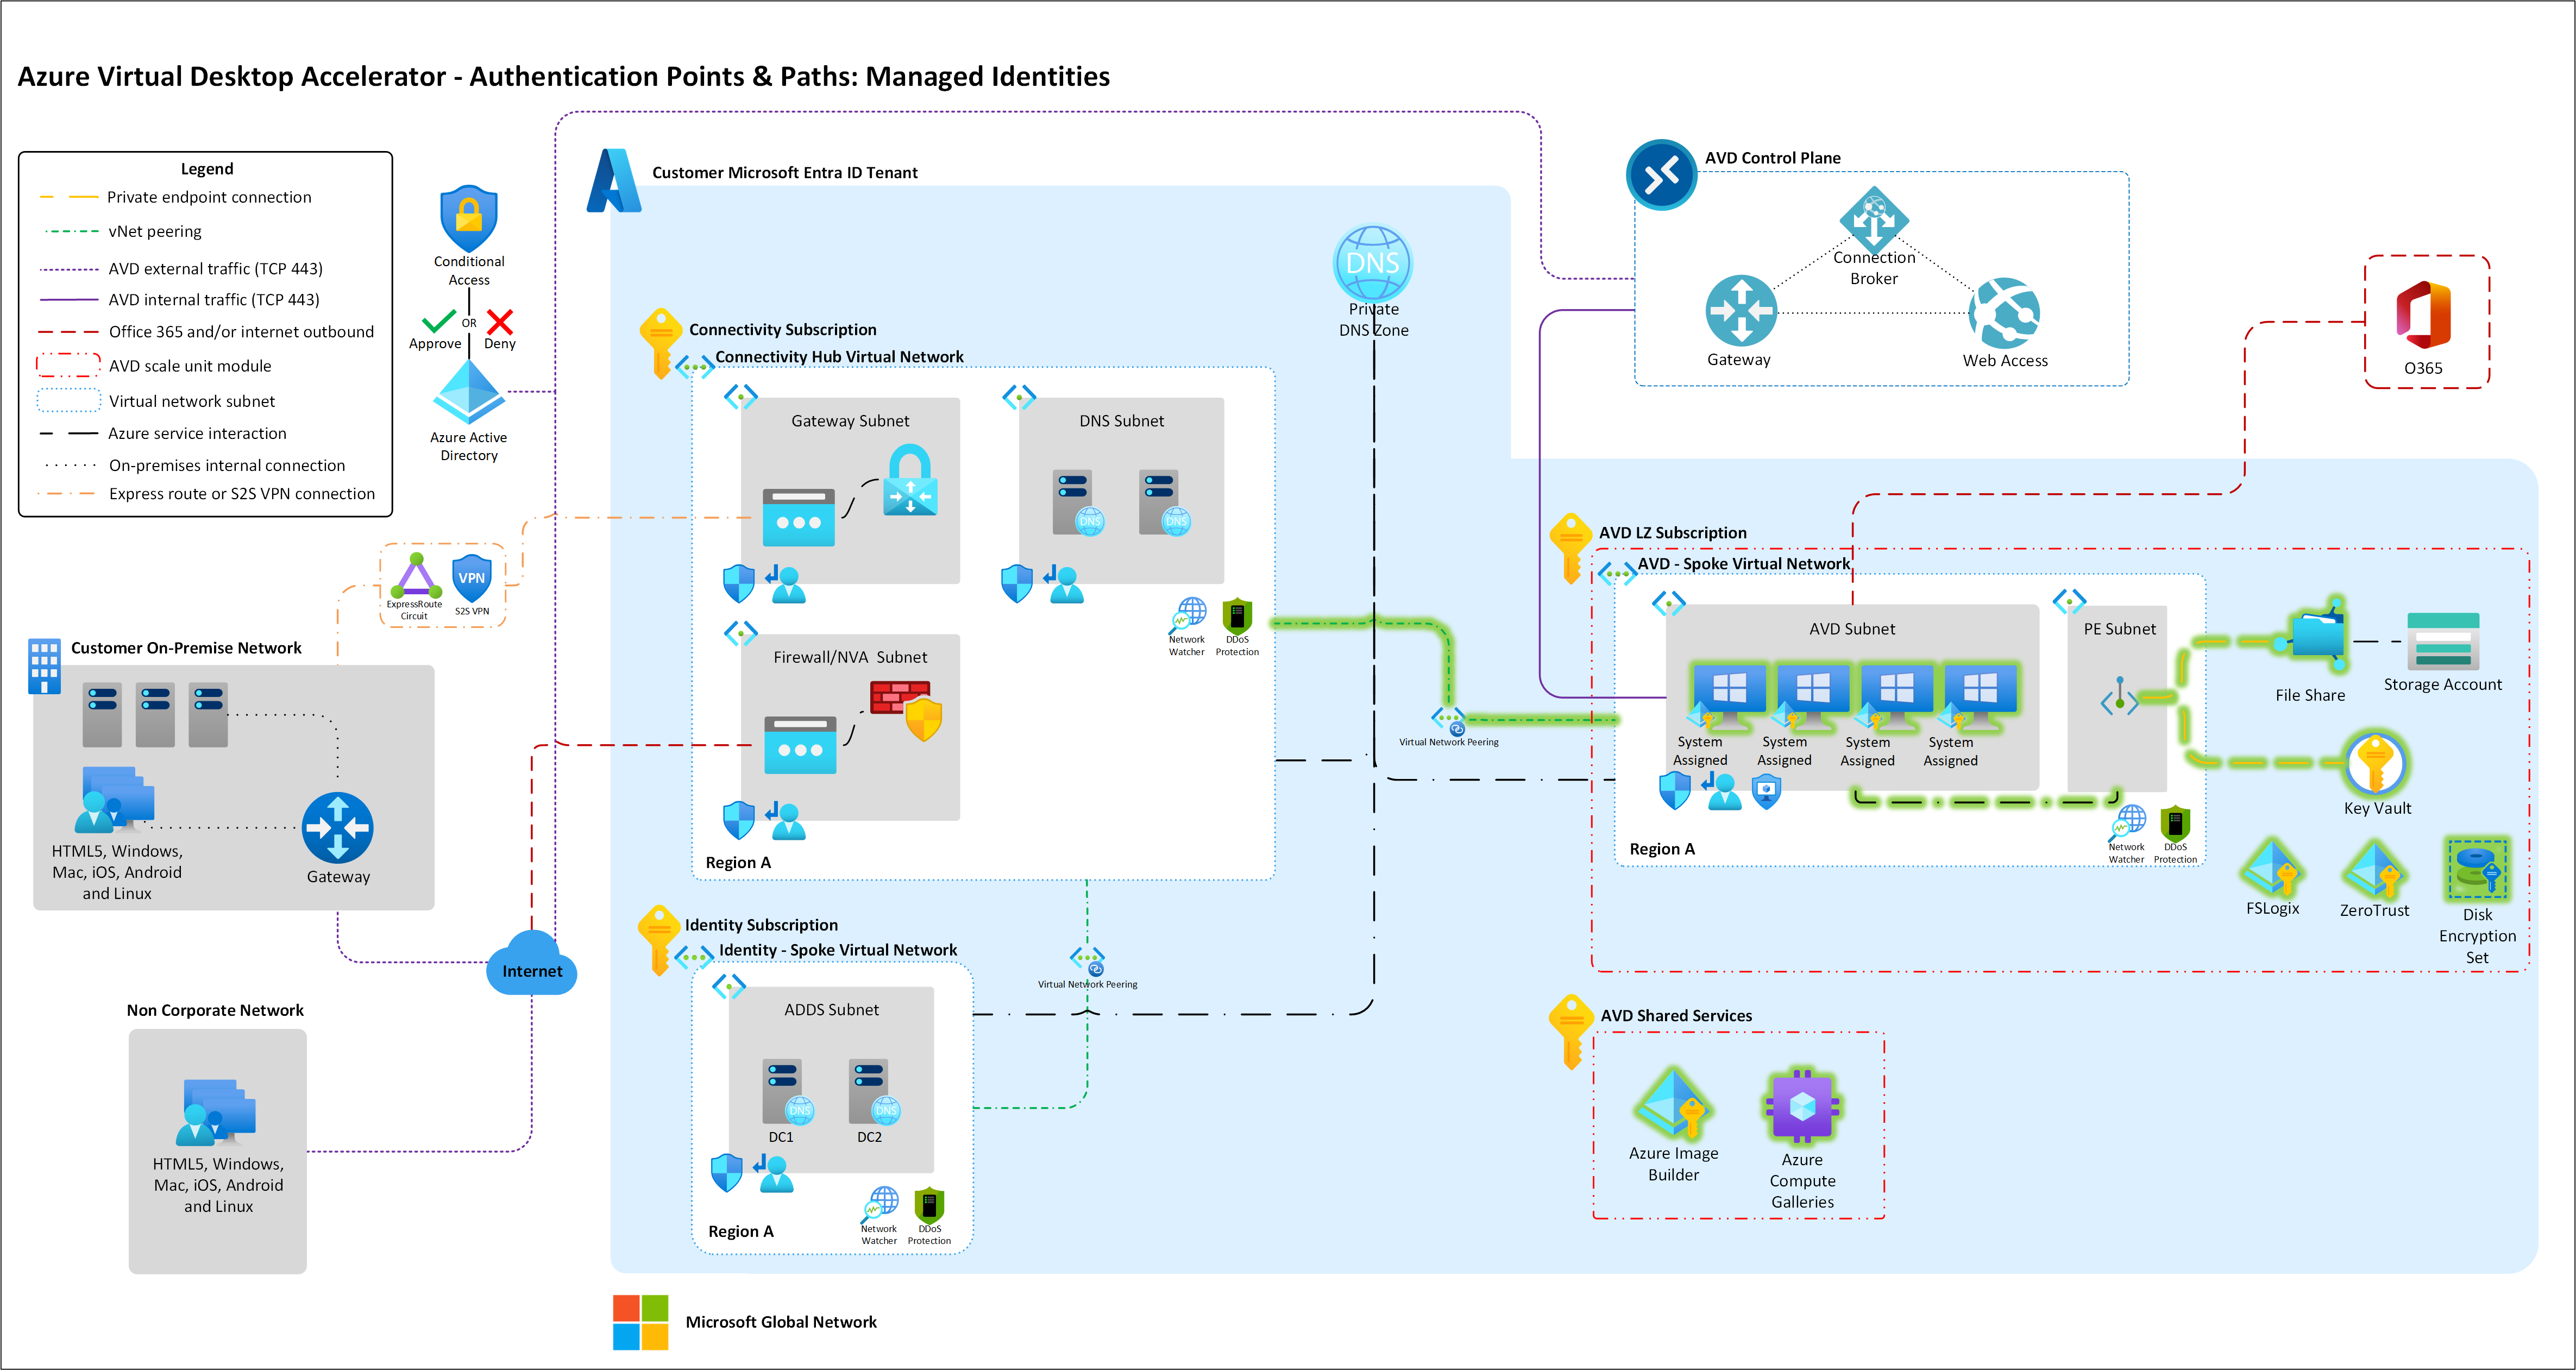 Azure Virtual Desktop Accelerator - Authentication Points & Paths: Managed Identities
Legend
Private endpoint connection
vNet peering
AVD external traffic (TCP 443)
AVD internal traffic (TCP 443)
Office 365 and/or internet outbound
AVD scale unit module
Virtual network subnet
Azure service interaction
On-premises internal connection
Express route or S2S VPN connection
Conditional
Access
OR
Approve
Deny
Azure Active
Directory
VPN
ExpressRoute
Circuit
S2S VPN
Customer On-Premise Network
HTML5, Windows,
Mac, iOS, Android
and Linux
Gateway
Internet
Non Corporate Network
HTML5, Windows,
Mac, iOS, Android
and Linux
Customer Microsoft Entra ID Tenant
DNS
Private
DNS Zone
Connectivity Subscription
Connectivity Hub Virtual Network
Gateway Subnet
DNS Subnet
DNS
DNS
Network
Watcher
DDoS
Protection
Firewall/NVA Subnet
Region A
Identity Subscription
Identity - Spoke Virtual Network
ADDS Subnet
DNS
DNS
DC1
DC2
Network
Watcher
DDoS
Protection
Region A
Virtual Network Peering
Virtual Network Peering
AVD Control Plane
Connection
Broker
Gateway
Web Access
O365
AVD LZ Subscription
AVD - Spoke Virtual Network
AVD Subnet
System
Assigned
System
Assigned
System
Assigned
System
Assigned
PE Subnet
Network
Watcher
DDoS
Protection
Region A
File Share
Storage Account
Key Vault
FSLogix
ZeroTrust
Disk
Encryption
Set
AVD Shared Services
Azure Image
Builder
Azure
Compute
Galleries
Microsoft Global Network